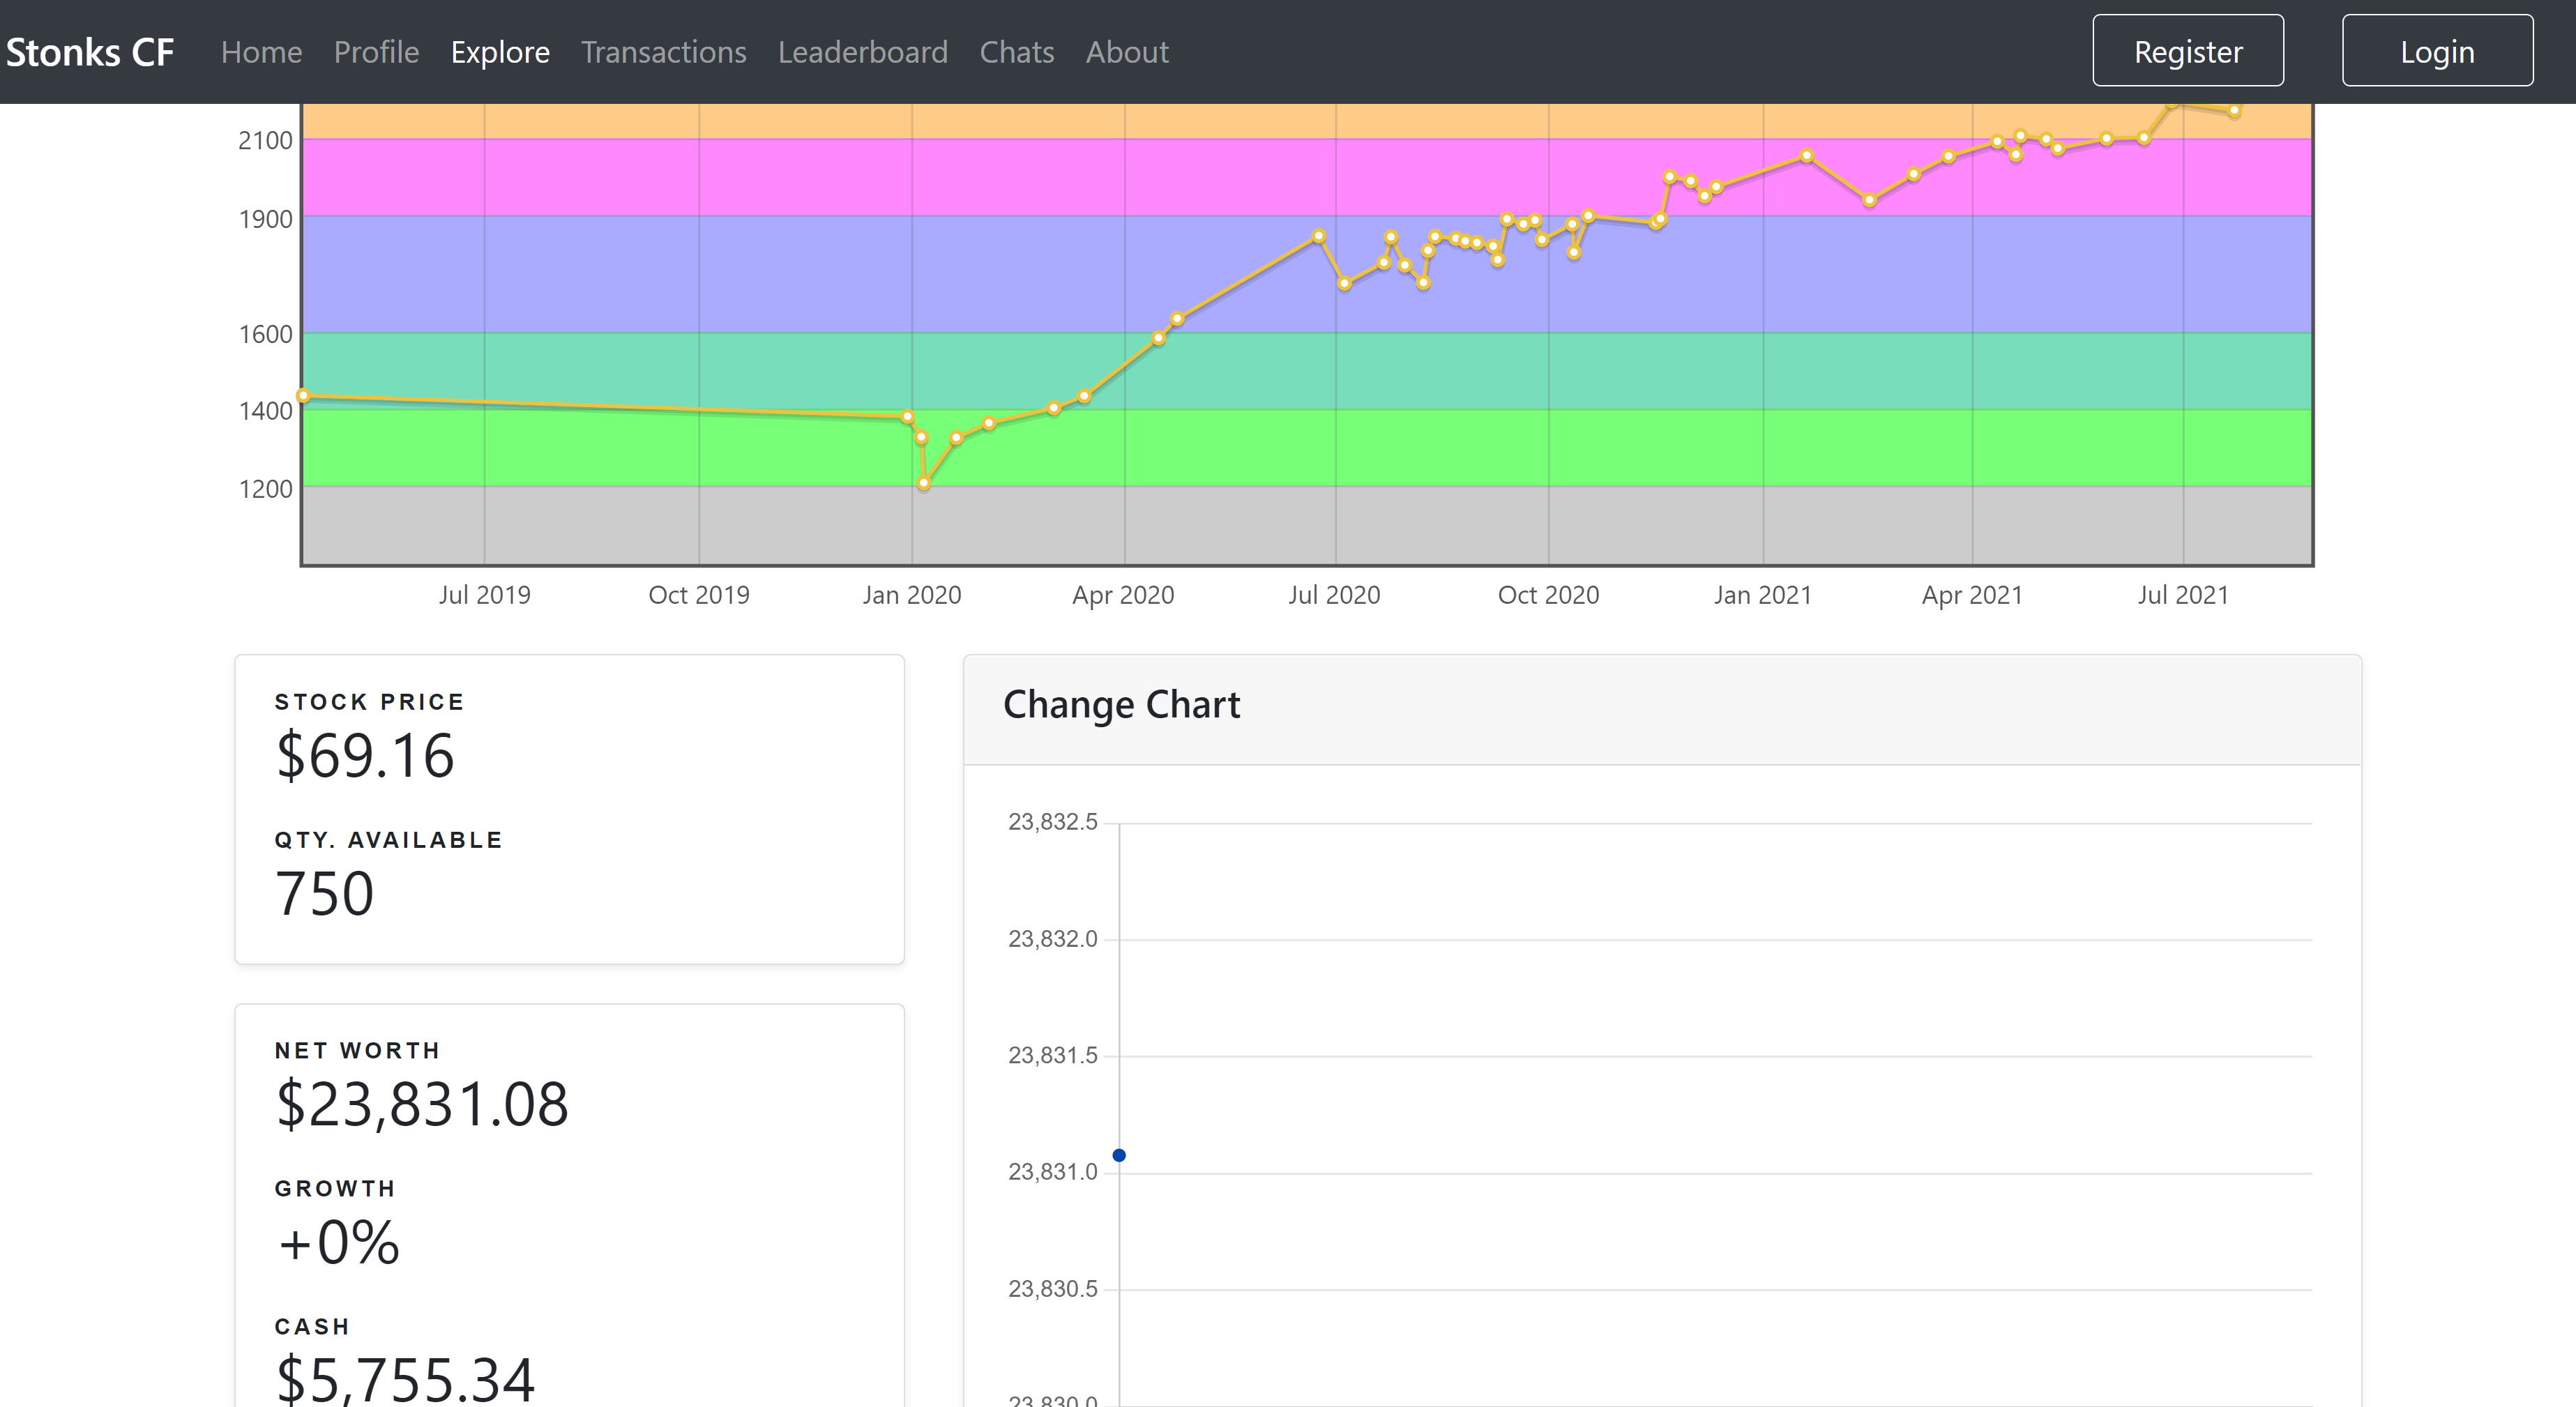 Stonks CF Home Profile Explore Transactions Leaderboard Chats About Register Login
2100
1900
1600
1400
1200
Jul 2019 Oct 2019 Jan 2020 Apr 2020 Jul 2020 Oct 2020 Jan 2021 Apr 2021 Jul 2021
STOCK PRICE
$69.16
QTY. AVAILABLE
750
NET WORTH
$23,831.08
GROWTH
+0%
CASH
$5,755.34
Change Chart
23,832.5
23,832.0
23,831.5
23,831.0
23,830.5
23,830.0